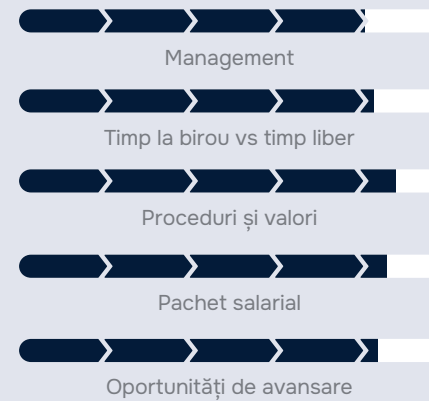 Management
Timp la birou vs timp liber
Proceduri și valori
Pachet salarial
Oportunități de avansare